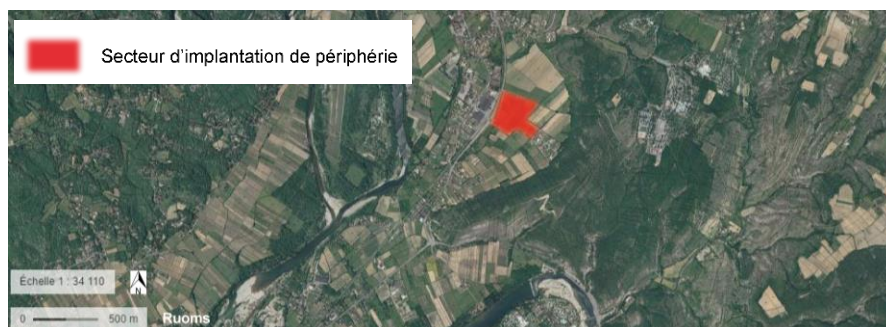 Secteur d'implantation de périphérie
Échelle 1 : 34 110
N
0 500 m
Ruoms